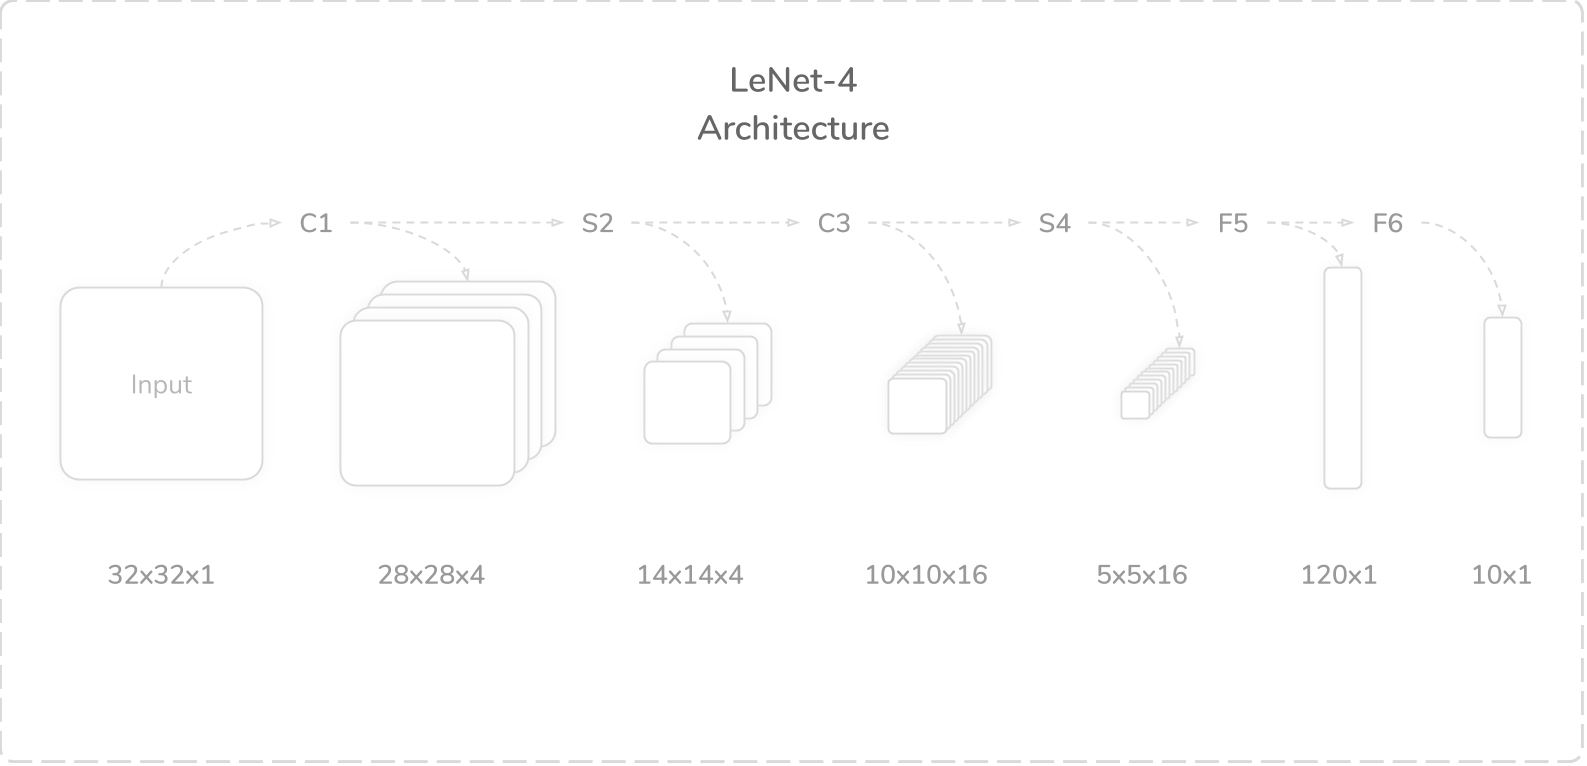 LeNet-4
Architecture
C1
S2
C3
S4
F5
F6
Input
32x32x1
28x28x4
14x14x4
10x10x16
5x5x16
120x1
10x1